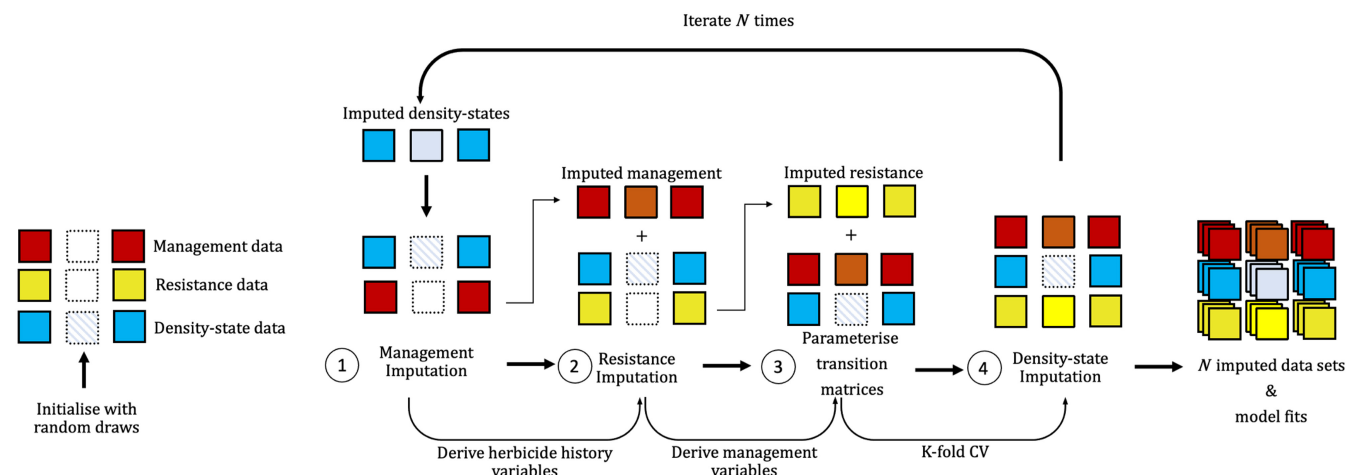 Iterate N times
Imputed density-states
Imputed management
Imputed resistance
+
+
Management data
Resistance data
Density-state data
Initialise with
random draws
1
Management
Imputation
2
Resistance
Imputation
3
Parameterise
transition
matrices
4
Density-state
Imputation
N imputed data sets
&
model fits
Derive herbicide history
variables
Derive management
variables
K-fold CV